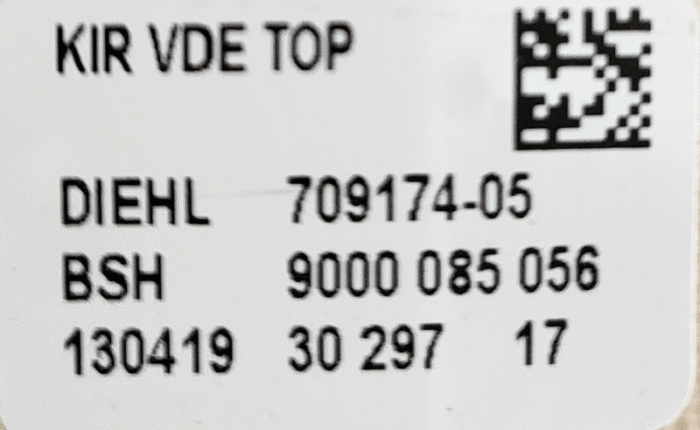 KIR VDE TOP
DIEHL 709174-05
BSH 9000 085 056
130419 30 297 17